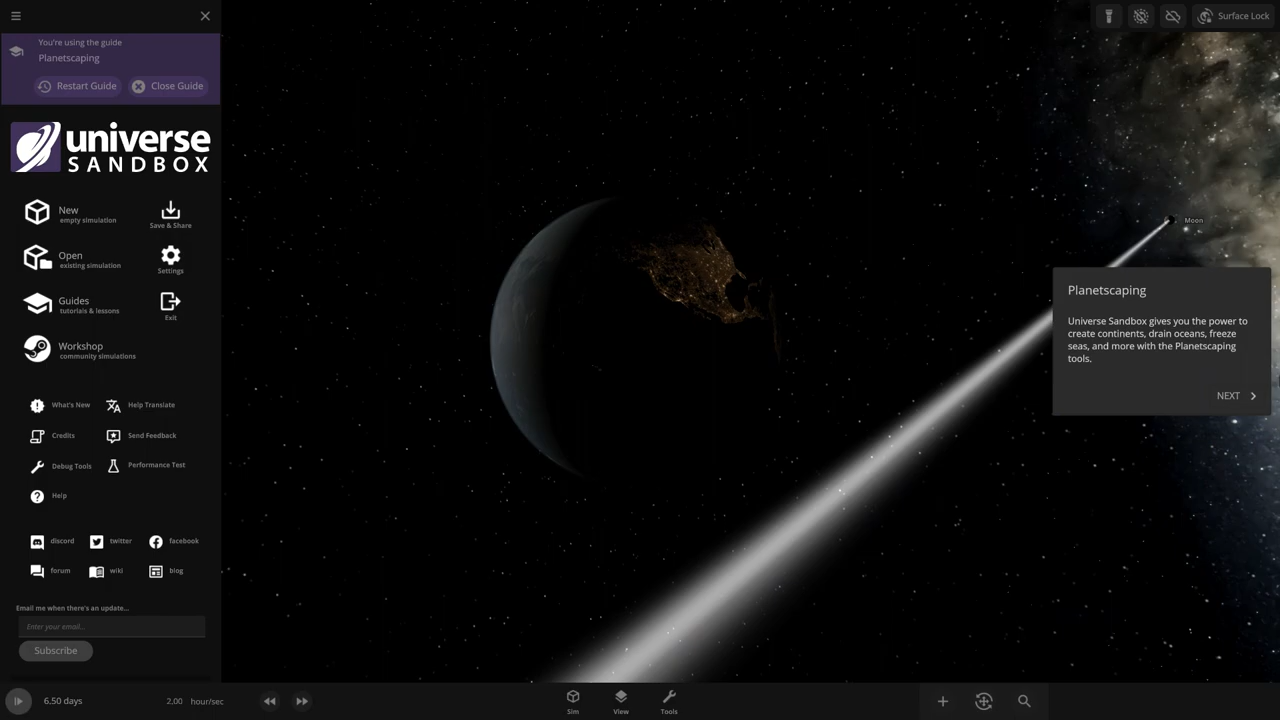 You're using the guide
Planetscaping
Restart Guide
Close Guide
universe
SANDBOX
New
empty simulation
Save & Share
Open
existing simulation
Settings
Guides
tutorials & lessons
Exit
Workshop
community simulations
What's New
Help Translate
Credits
Send Feedback
Debug Tools
Performance Test
Help
discord
twitter
facebook
forum
wiki
blog
Email me when there's an update...
Enter your email...
Subscribe
Surface Lock
Moon
Planetscaping
Universe Sandbox gives you the power to
create continents, drain oceans, freeze
seas, and more with the Planetscaping
tools.
NEXT
6.50 days
2.00 hour/sec
Sim
View
Tools